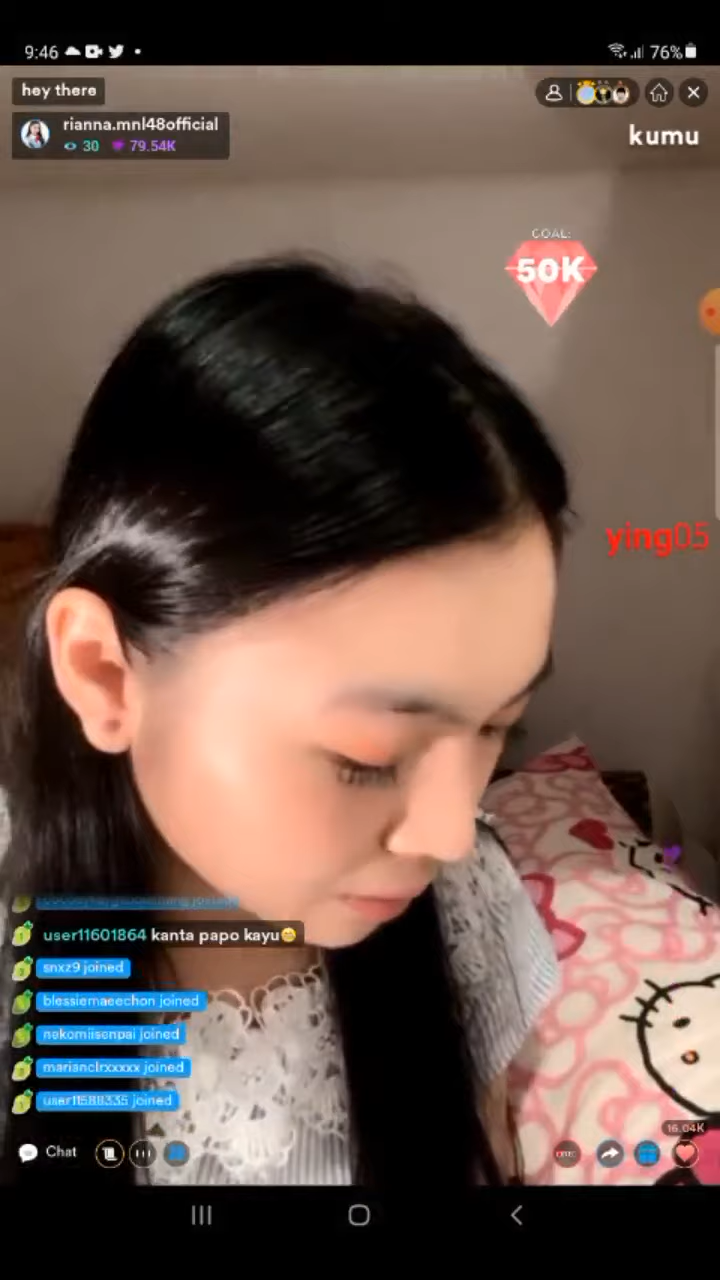 9:46
76%
hey there
rianna.mnl48official
30
79.54K
kumu
GOAL:
50K
ying05
user11601864 kanta papo kayu😁
snxz9 joined
blessiemaeechon joined
nekomiisenpai joined
marianclrxxxxx joined
user11588335 joined
16.04K
Chat